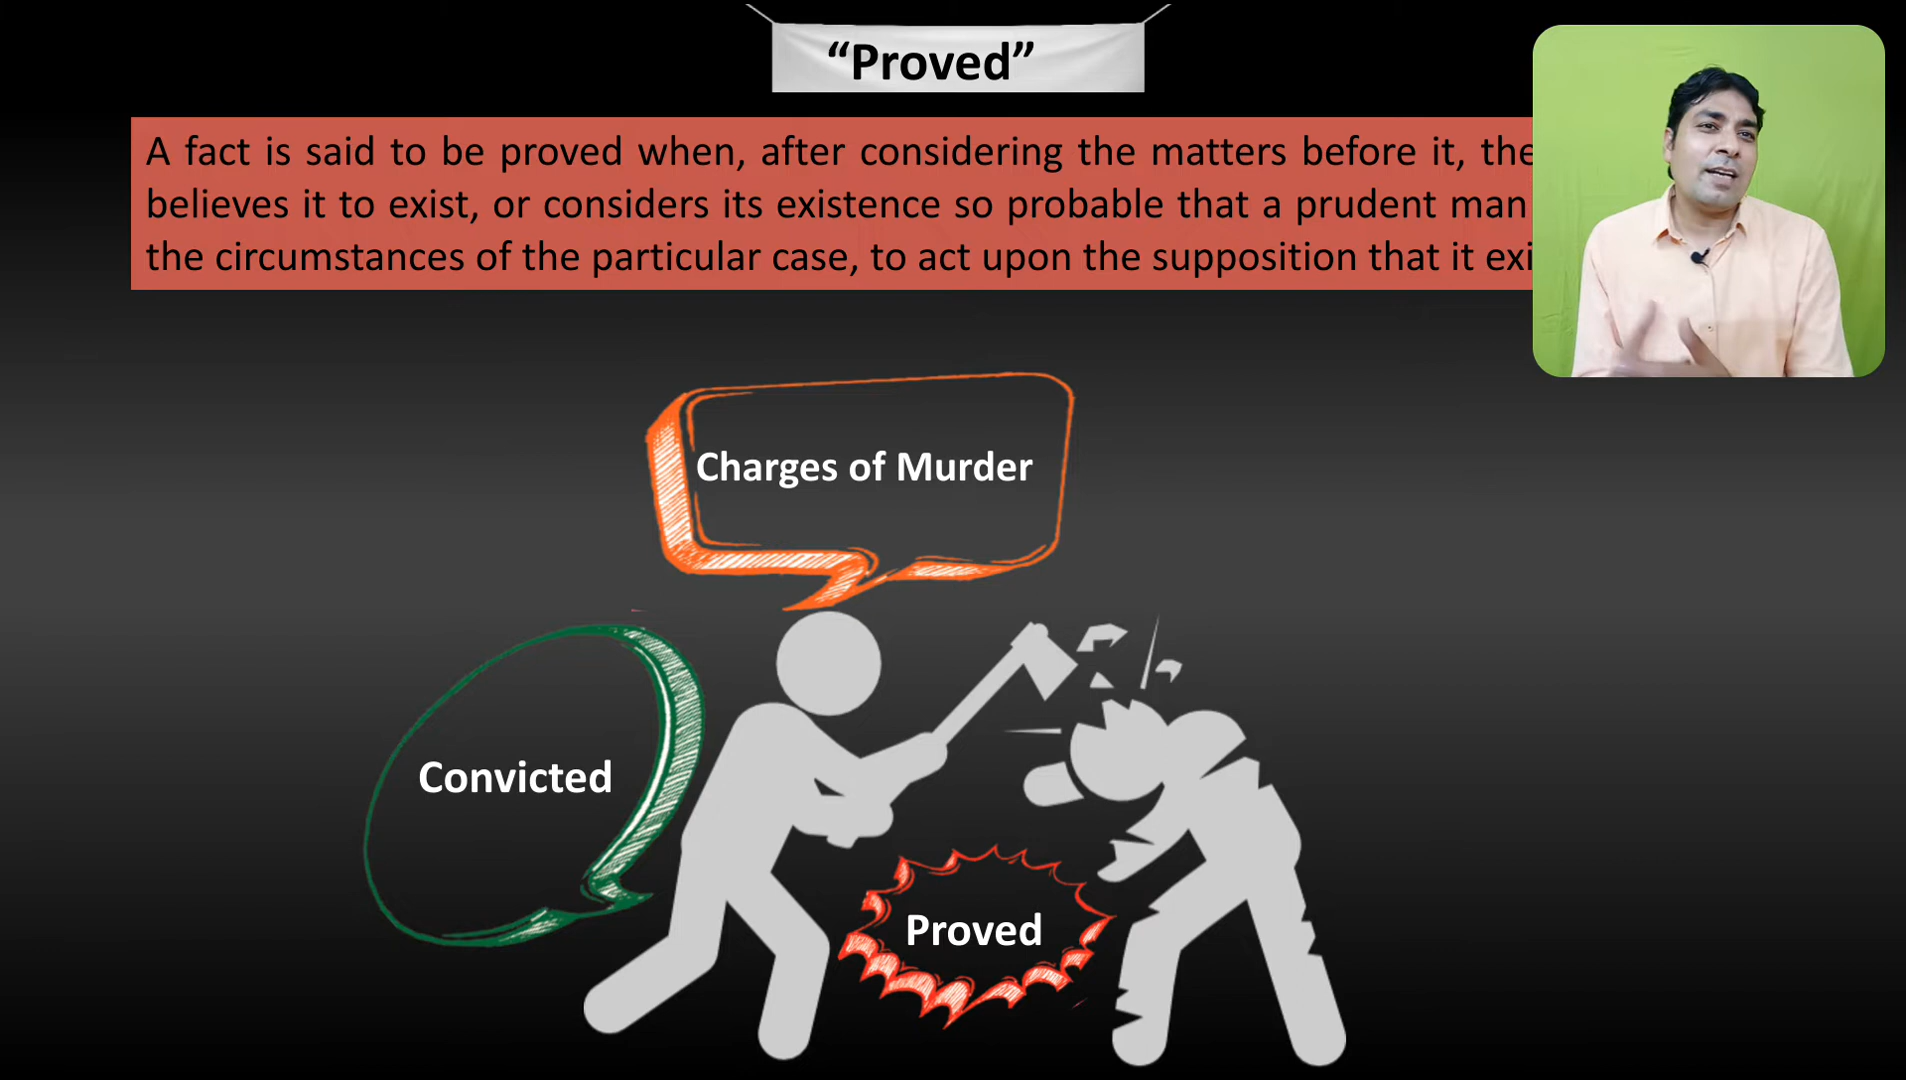 “Proved”
A fact is said to be proved when, after considering the matters before it, the
believes it to exist, or considers its existence so probable that a prudent man
the circumstances of the particular case, to act upon the supposition that it exi
Charges of Murder
Convicted
Proved